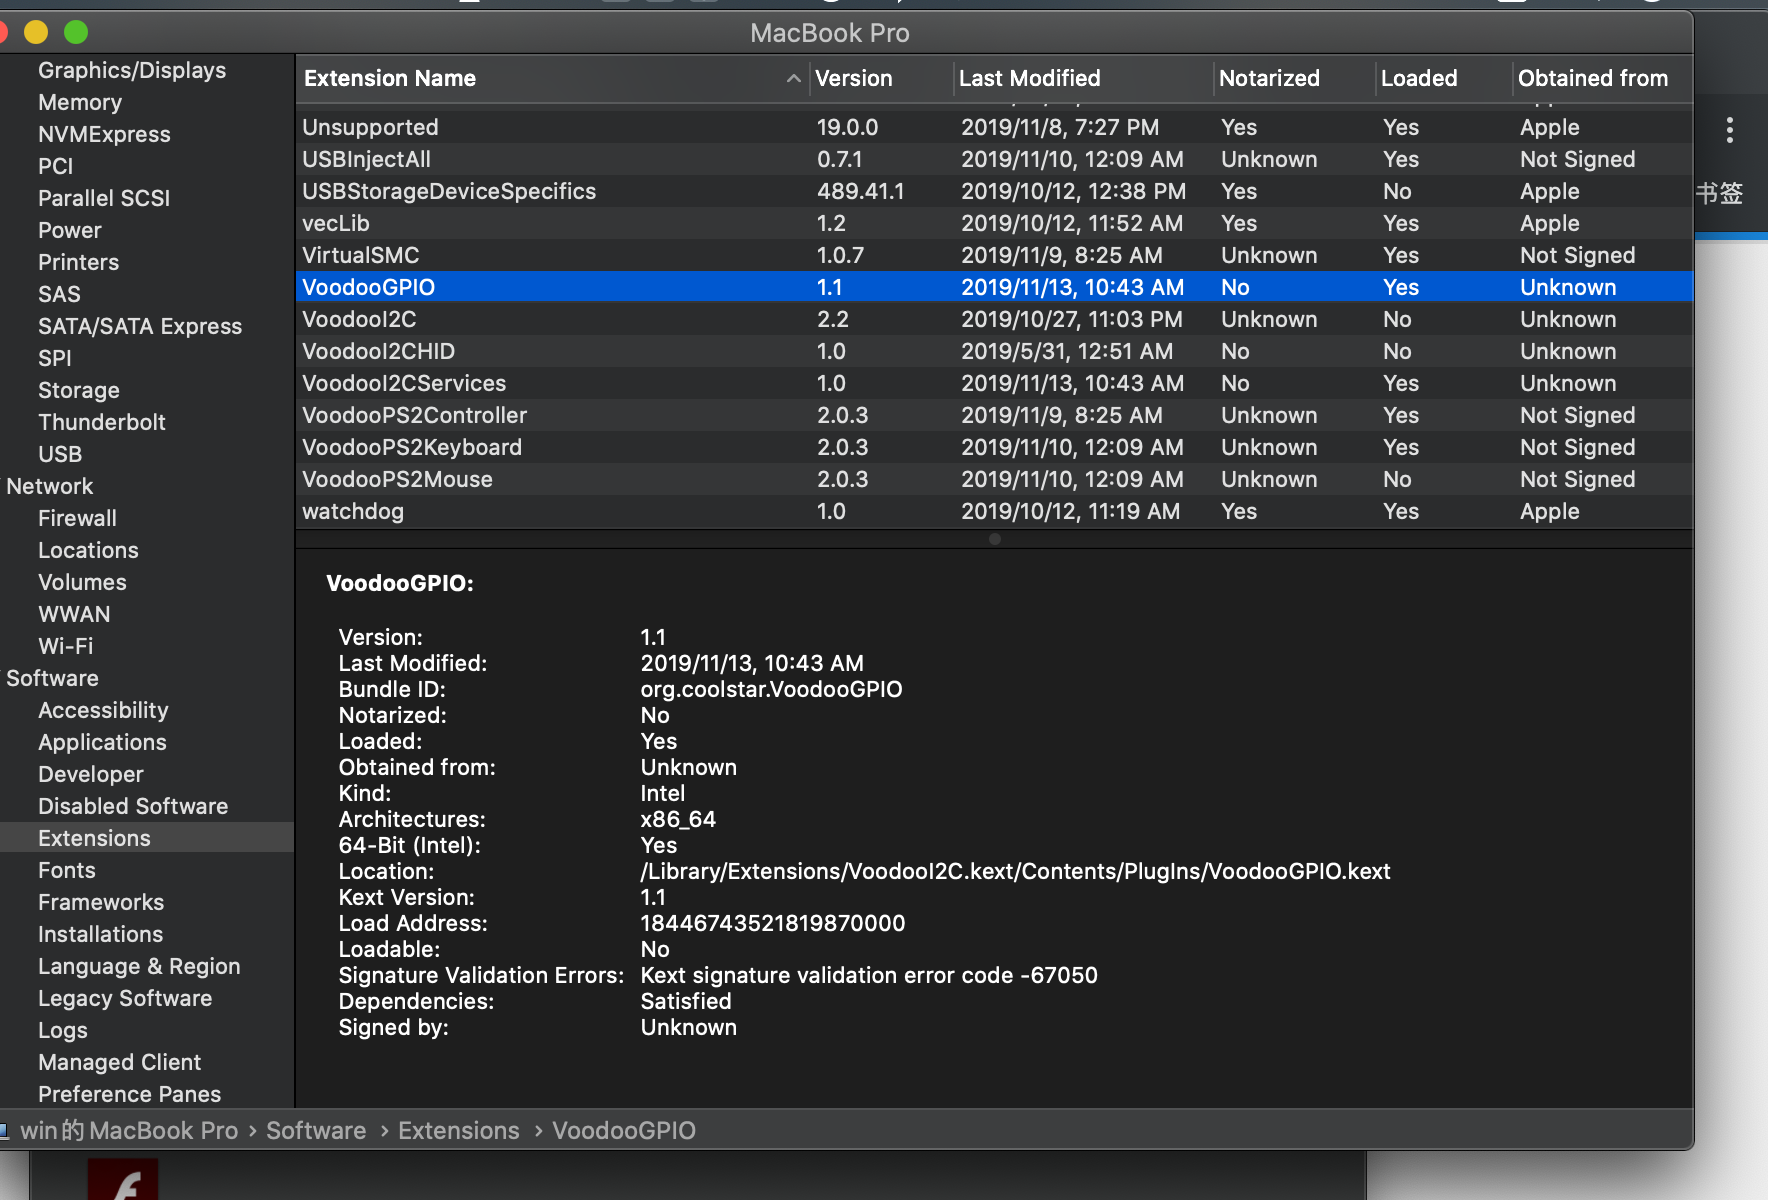 MacBook Pro
Graphics/Displays
Memory
NVMExpress
PCI
Parallel SCSI
Power
Printers
SAS
SATA/SATA Express
SPI
Storage
Thunderbolt
USB
Network
Firewall
Locations
Volumes
WWAN
Wi-Fi
Software
Accessibility
Applications
Developer
Disabled Software
Extensions
Fonts
Frameworks
Installations
Language & Region
Legacy Software
Logs
Managed Client
Preference Panes
Extension Name Version Last Modified Notarized Loaded Obtained from
Unsupported 19.0.0 2019/11/8, 7:27 PM Yes Yes Apple
USBInjectAll 0.7.1 2019/11/10, 12:09 AM Unknown Yes Not Signed
USBStorageDeviceSpecifics 489.41.1 2019/10/12, 12:38 PM Yes No Apple
vecLib 1.2 2019/10/12, 11:52 AM Yes Yes Apple
VirtualSMC 1.0.7 2019/11/9, 8:25 AM Unknown Yes Not Signed
VoodooGPIO 1.1 2019/11/13, 10:43 AM No Yes Unknown
VoodooI2C 2.2 2019/10/27, 11:03 PM Unknown No Unknown
VoodooI2CHID 1.0 2019/5/31, 12:51 AM No No Unknown
VoodooI2CServices 1.0 2019/11/13, 10:43 AM No Yes Unknown
VoodooPS2Controller 2.0.3 2019/11/9, 8:25 AM Unknown Yes Not Signed
VoodooPS2Keyboard 2.0.3 2019/11/10, 12:09 AM Unknown Yes Not Signed
VoodooPS2Mouse 2.0.3 2019/11/10, 12:09 AM Unknown No Not Signed
watchdog 1.0 2019/10/12, 11:19 AM Yes Yes Apple
VoodooGPIO:
Version: 1.1
Last Modified: 2019/11/13, 10:43 AM
Bundle ID: org.coolstar.VoodooGPIO
Notarized: No
Loaded: Yes
Obtained from: Unknown
Kind: Intel
Architectures: x86_64
64-Bit (Intel): Yes
Location: /Library/Extensions/VoodooI2C.kext/Contents/PlugIns/VoodooGPIO.kext
Kext Version: 1.1
Load Address: 18446743521819870000
Loadable: No
Signature Validation Errors: Kext signature validation error code -67050
Dependencies: Satisfied
Signed by: Unknown
win的MacBook Pro › Software › Extensions › VoodooGPIO
书签